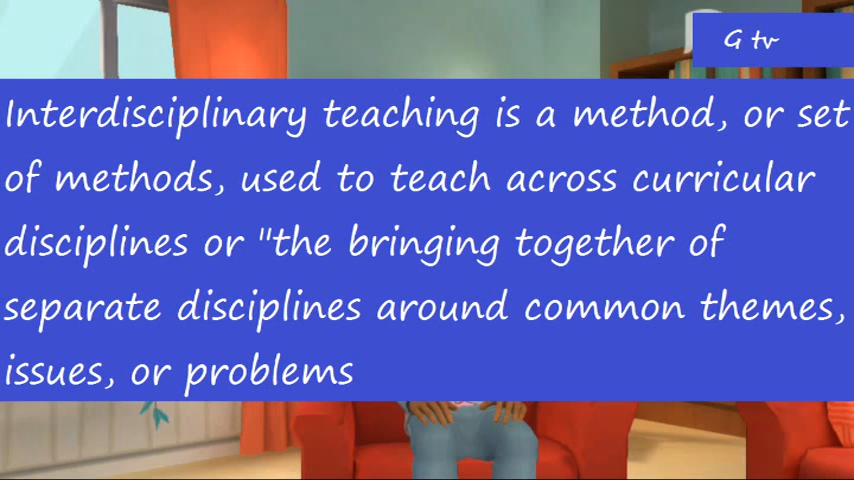 G tv
Interdisciplinary teaching is a method, or set
of methods, used to teach across curricular
disciplines or "the bringing together of
separate disciplines around common themes,
issues, or problems